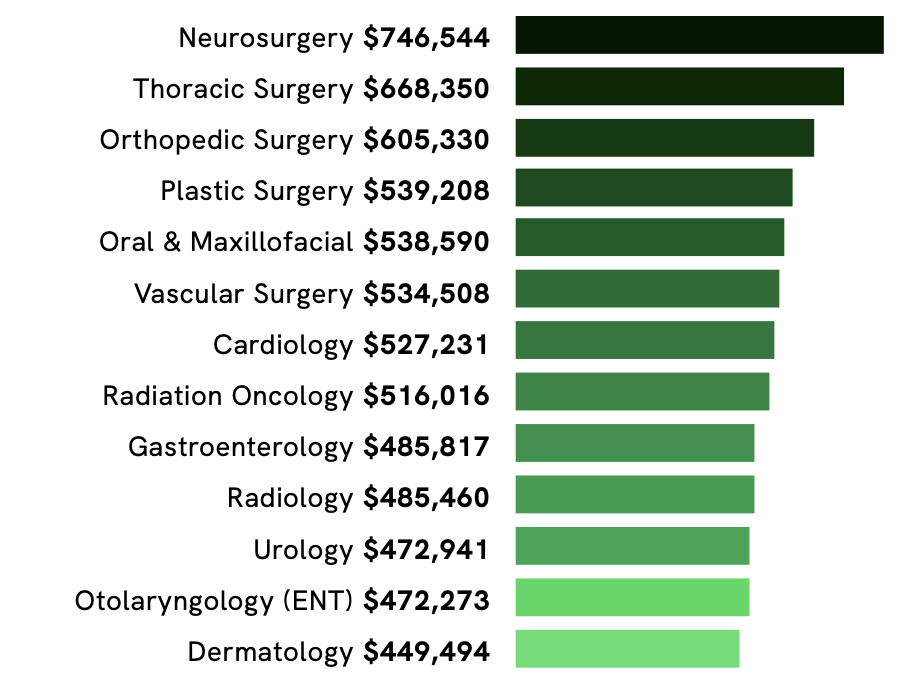 Neurosurgery $746,544
Thoracic Surgery $668,350
Orthopedic Surgery $605,330
Plastic Surgery $539,208
Oral & Maxillofacial $538,590
Vascular Surgery $534,508
Cardiology $527,231
Radiation Oncology $516,016
Gastroenterology $485,817
Radiology $485,460
Urology $472,941
Otolaryngology (ENT) $472,273
Dermatology $449,494